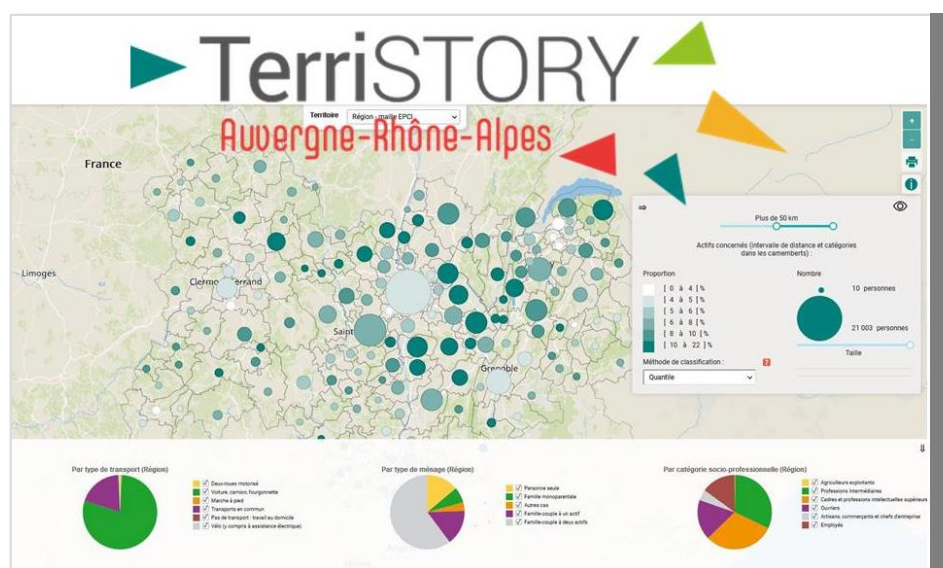 TerriSTORY
Auvergne-Rhône-Alpes
Territoire
Région - maille EPCI
France
Limoges
Clermo errand
Saint
Grenoble
+
-
Plus de 50 km
Actifs concernés (intervalle de distance et catégories
dans les camemberts) :
Proportion
[ 0 à 4 [ %
[ 4 à 5 [ %
[ 5 à 6 [ %
[ 6 à 8 [ %
[ 8 à 10 [ %
[ 10 à 22 ] %
Nombre
10 personnes
21 003 personnes
Taille
Méthode de classification :
?
Quantile
Par type de transport (Région)
Deux-roues motorisé
Voiture, camion, fourgonnette
Marche à pied
Transports en commun
Pas de transport : travail au domicile
Vélo (y compris à assistance électrique)
Par type de ménage (Région)
Personne seule
Famille monoparentale
Autres cas
Famille-couple à un actif
Famille-couple à deux actifs
Par catégorie socio-professionnelle (Région)
Agriculteurs exploitants
Professions intermédiaires
Cadres et professions intellectuelles supérieures
Ouvriers
Artisans, commerçants et chefs d'entreprise
Employés